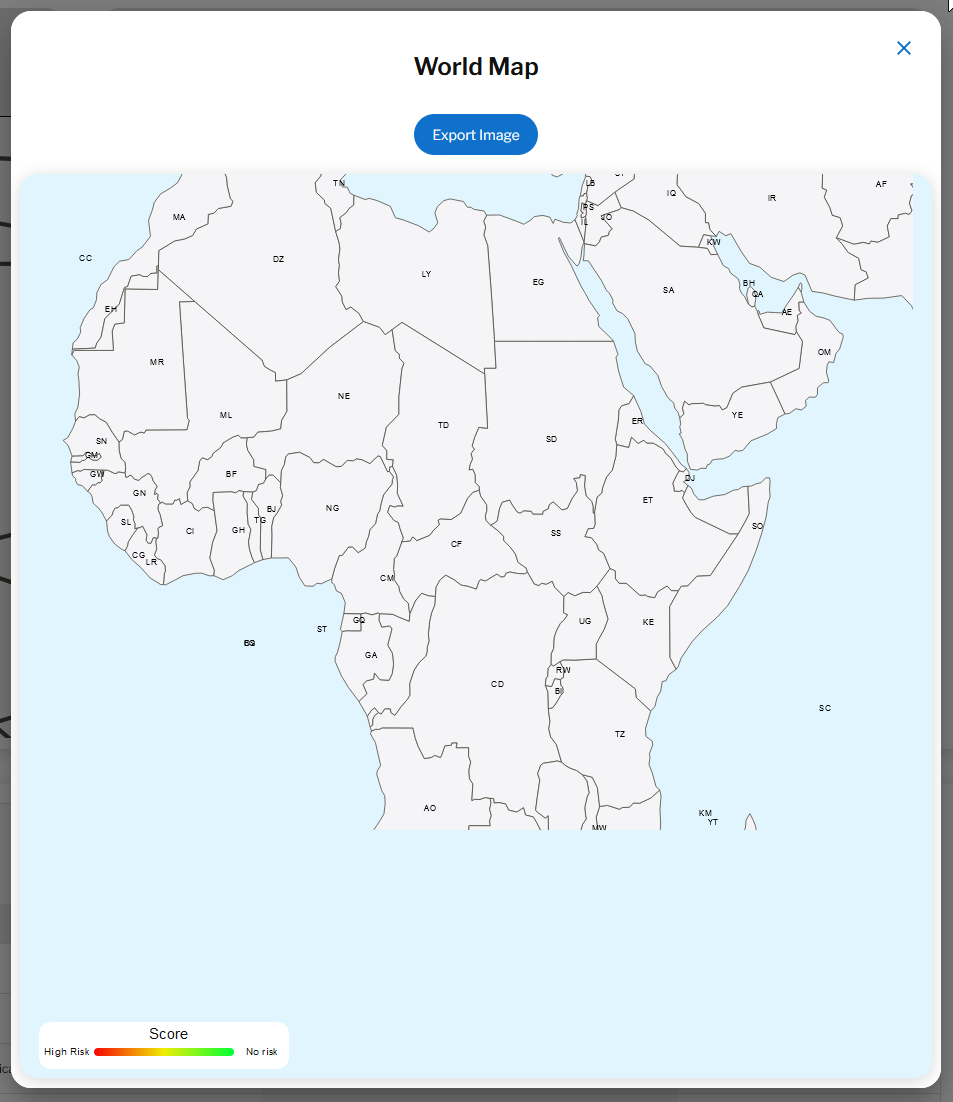 World Map
Export Image
TN
LB
IQ
IR
AF
PS
MA
JO
IL
KW
CC
DZ
LY
EG
SA
BH
QA
EH
AE
MR
OM
NE
ML
TD
YE
SN
SD
ER
GM
GW
BF
DJ
GN
ET
BJ
NG
SL
TG
SO
CI
GH
SS
CF
CG
LR
CM
GQ
UG
KE
ST
GA
RW
CD
BI
SC
TZ
AO
KM
YT
MW
Score
High Risk
No risk